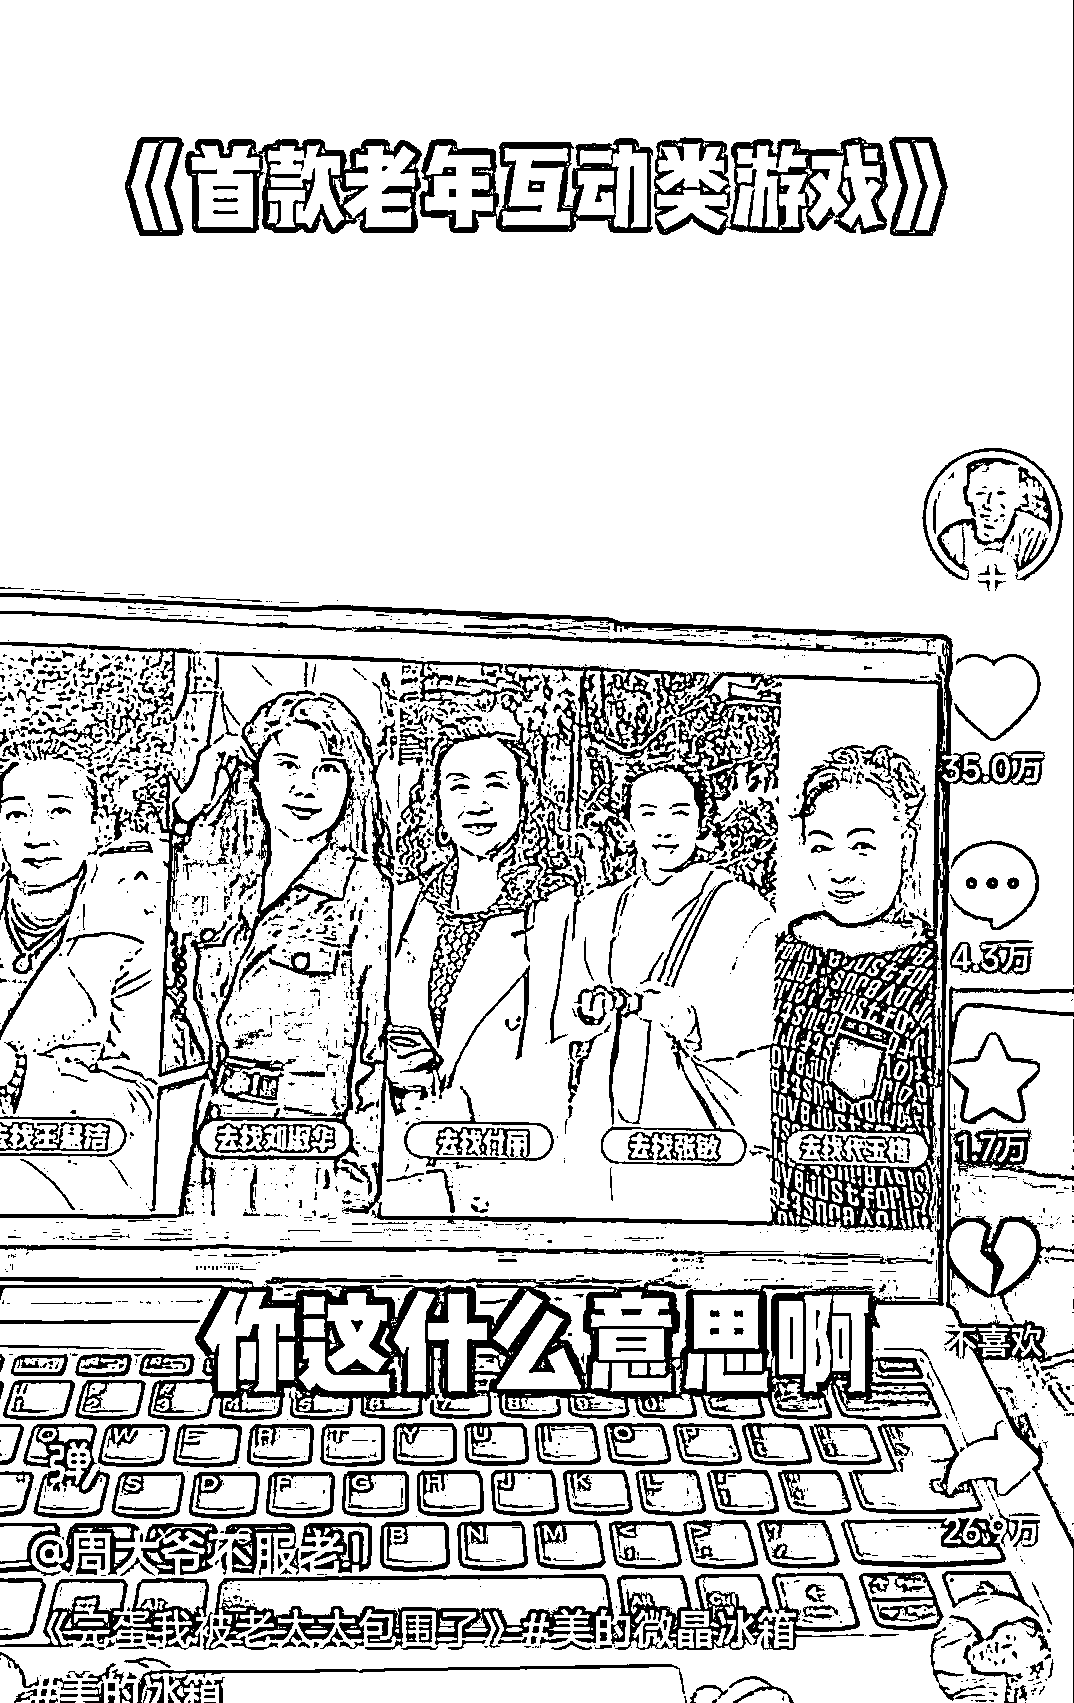 《首款老年互动类游戏》
35.0万
4.3万
1.7万
去找王慧洁
去找刘淑华
去找付丽
去找张敏
去找代玉梅
你这什么意思啊
不喜欢
弹
26.9万
@周大爷不服老！
《完蛋我被老太太包围了》#美的微晶冰箱
#美的冰箱